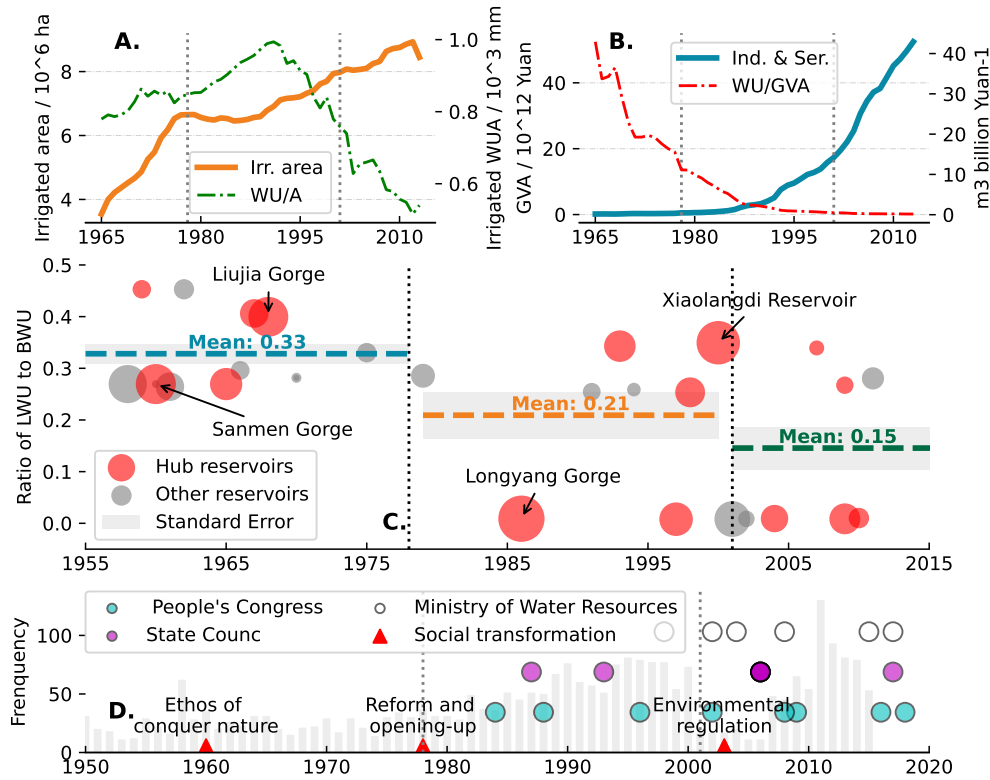 A.
Irrigated area / 10^6 ha
8
6
4
1.0
0.8
0.6
Irrigated WUA / 10^3 mm
Irr. area
WU/A
1965
1980
1995
2010
B.
GVA / 10^12 Yuan
40
20
0
40
30
20
10
0
m3 billion Yuan-1
Ind. & Ser.
WU/GVA
1965
1980
1995
2010
Ratio of LWU to BWU
0.5
0.4
0.3
0.2
0.1
0.0
Liujia Gorge
Mean: 0.33
Sanmen Gorge
Xiaolangdi Reservoir
Mean: 0.21
Mean: 0.15
Longyang Gorge
Hub reservoirs
Other reservoirs
Standard Error
C.
1955
1965
1975
1985
1995
2005
2015
Frenquency
100
50
0
People's Congress
State Counc
Ministry of Water Resources
Social transformation
D.
Ethos of
conquer nature
Reform and
opening-up
Environmental
regulation
1950
1960
1970
1980
1990
2000
2010
2020